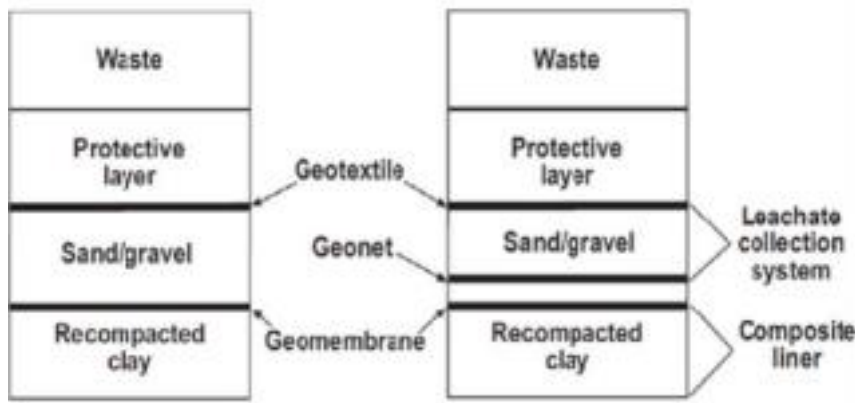 Waste
Protective
layer
Sand/gravel
Recompacted
clay
Geotextile
Geonet
Geomembrane
Waste
Protective
layer
Sand/gravel
Recompacted
clay
Leachate
collection
system
Composite
liner